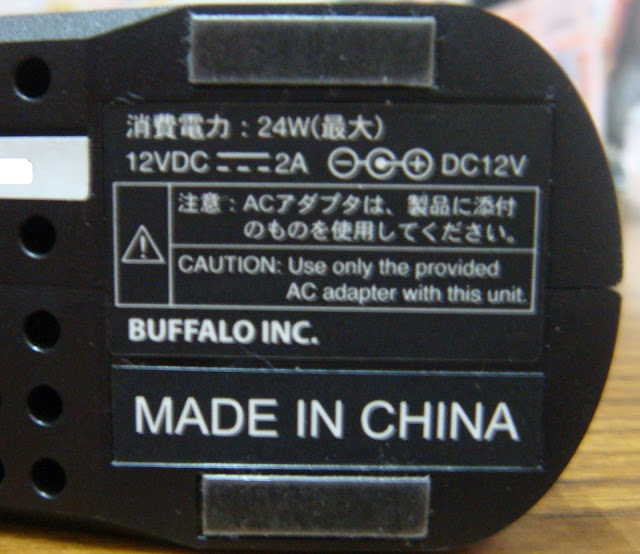 消費電力：24W(最大)
12VDC 2A DC12V
注意：ACアダプタは、製品に添付
のものを使用してください。
CAUTION: Use only the provided
AC adapter with this unit.
BUFFALO INC.
MADE IN CHINA